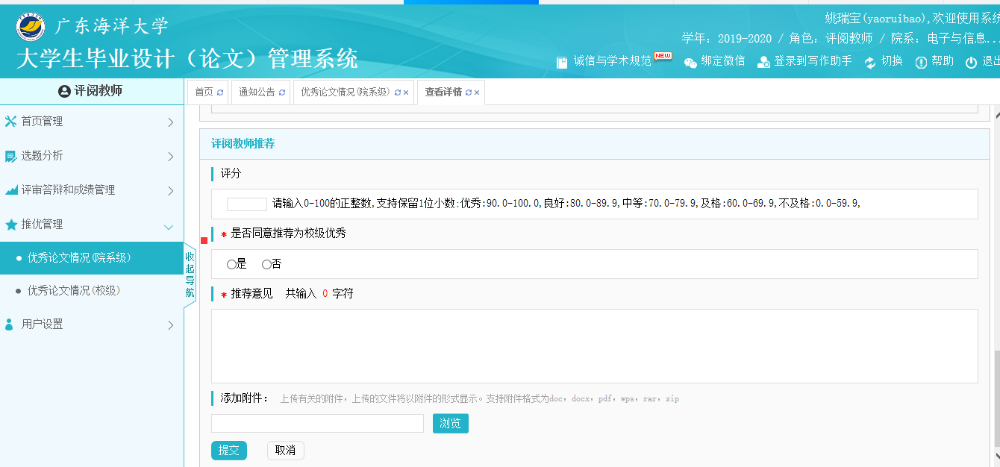 广东海洋大学
大学生毕业设计（论文）管理系统
姚瑞宝(yaoruibao),欢迎使用系统
学年: 2019-2020 / 角色: 评阅教师 / 院系: 电子与信息...
诚信与学术规范 NEW 绑定微信 登录到写作助手 切换 帮助 退出
评阅教师
首页 通知公告 优秀论文情况(院系级) 查看详情
首页管理
选题分析
评审答辩和成绩管理
推优管理
优秀论文情况(院系级)
优秀论文情况(校级)
用户设置
收起导航
评阅教师推荐
评分
请输入0-100的正整数,支持保留1位小数:优秀:90.0-100.0,良好:80.0-89.9,中等:70.0-79.9,及格:60.0-69.9,不及格:0.0-59.9,
* 是否同意推荐为校级优秀
是 否
* 推荐意见 共输入 0 字符
添加附件: 上传有关的附件，上传的文件将以附件的形式显示。支持附件格式为doc，docx，pdf，wps，rar，zip
浏览
提交 取消